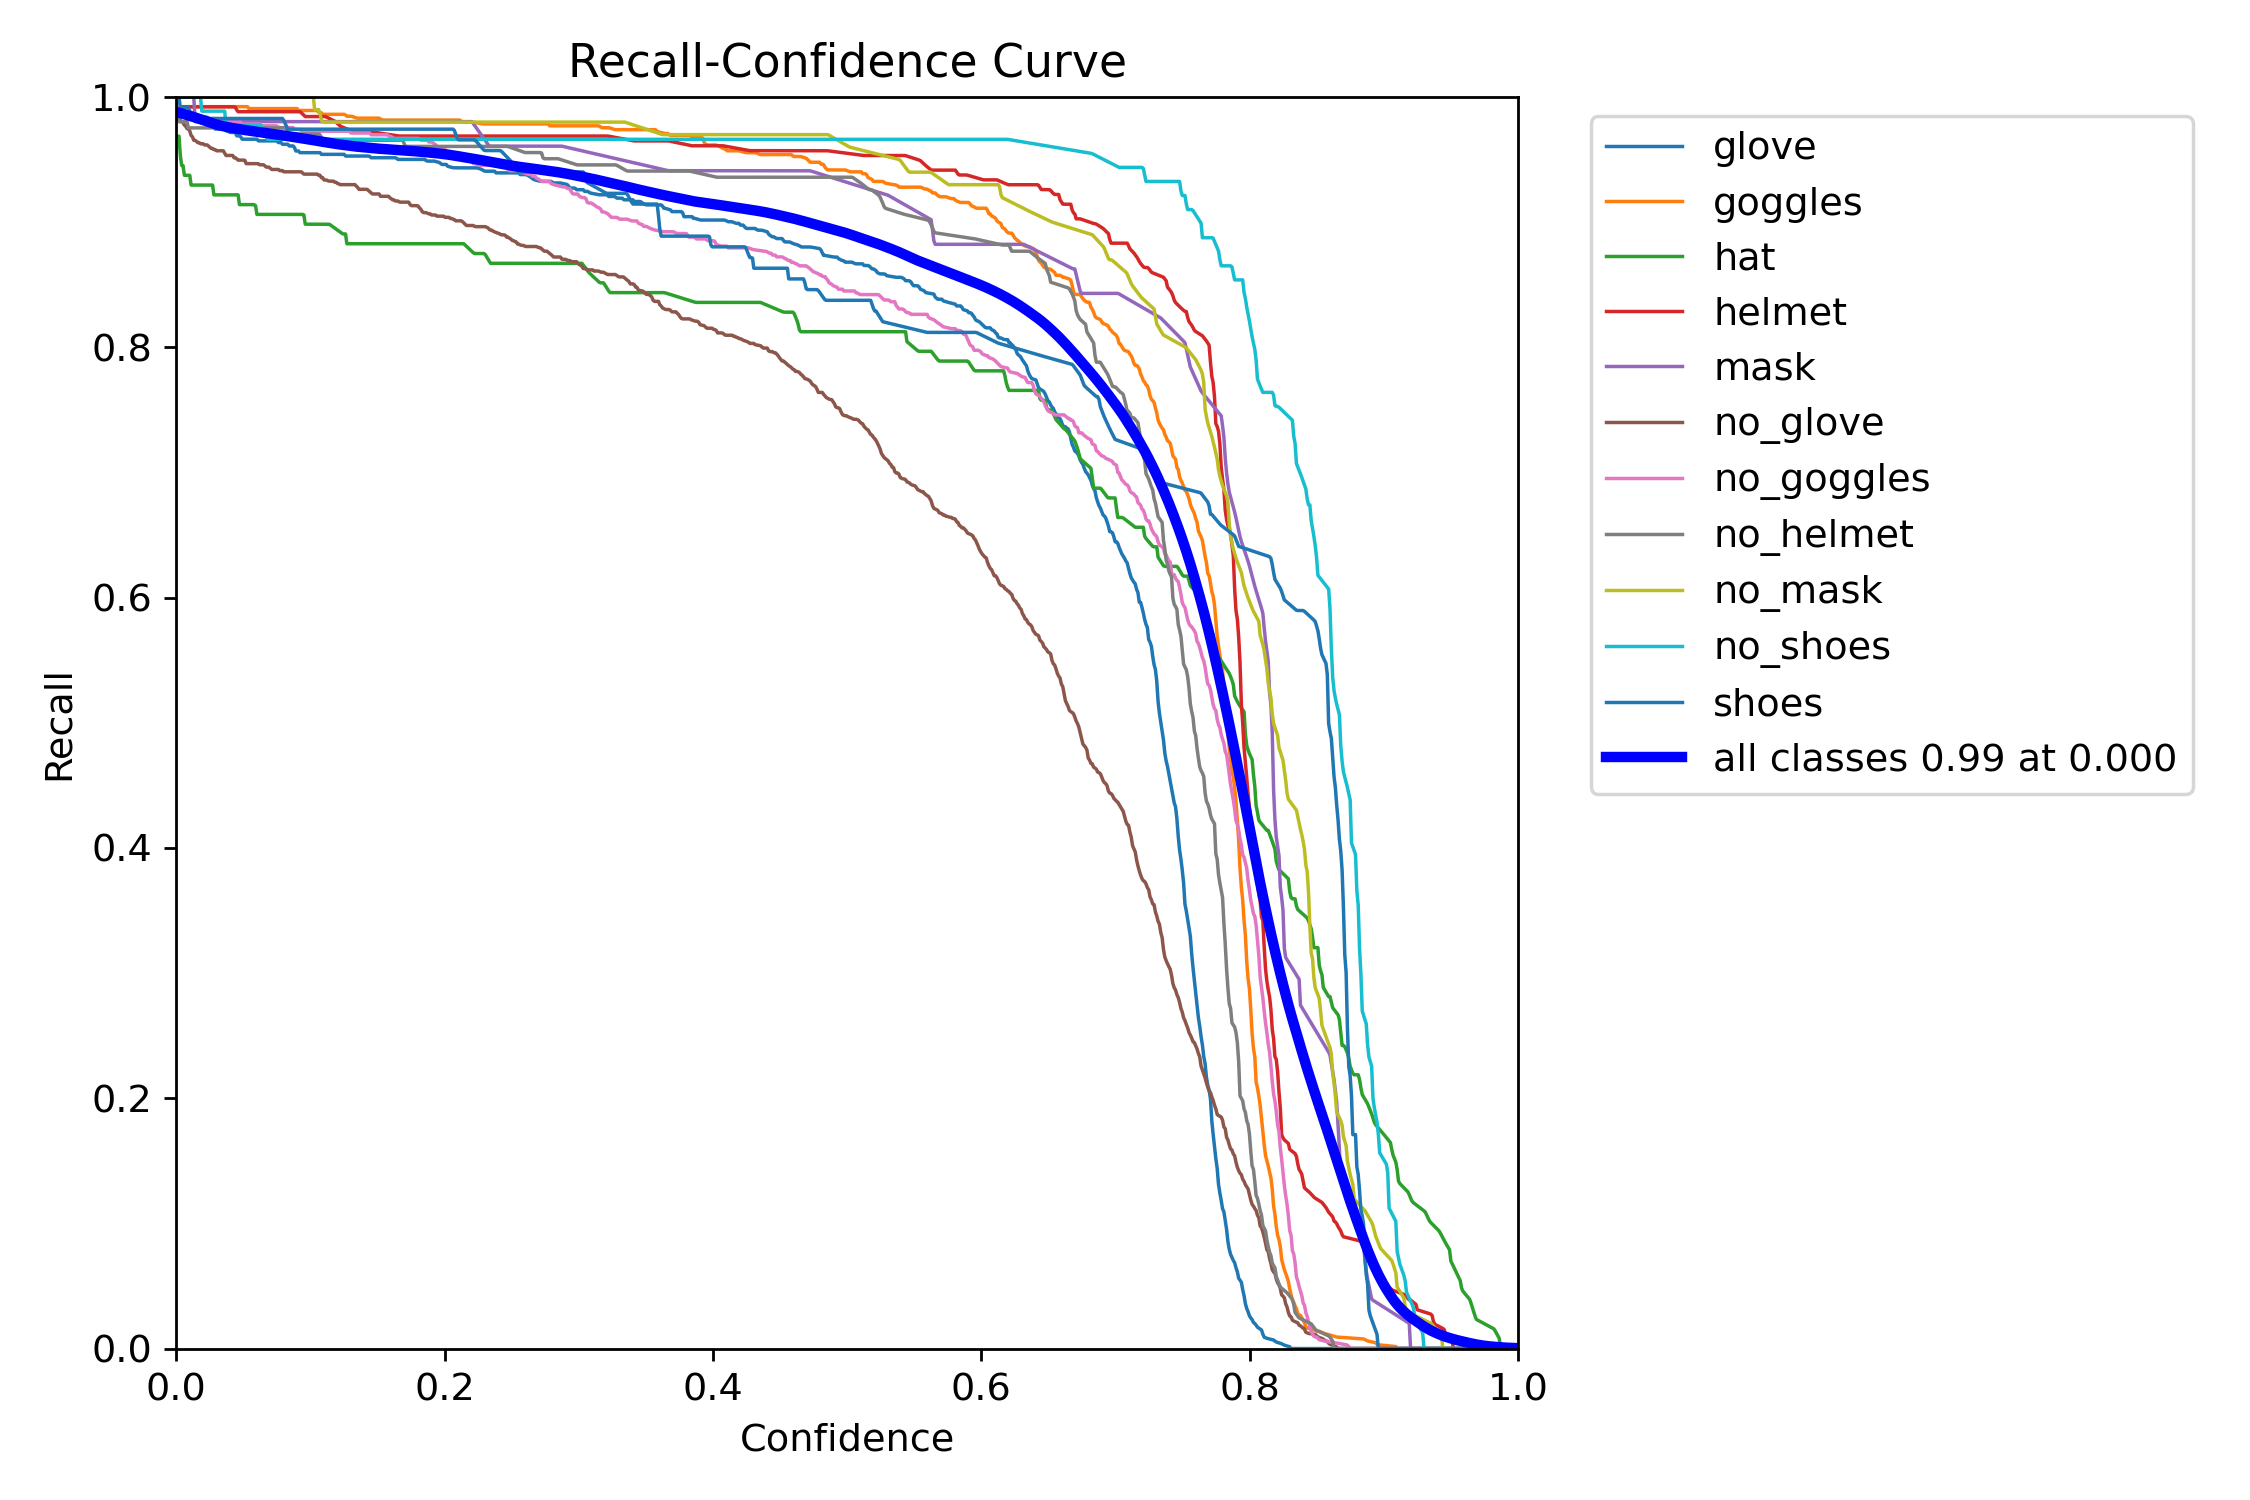 Recall-Confidence Curve
1.0
0.8
0.6
0.4
0.2
0.0
Recall
0.0 0.2 0.4 0.6 0.8 1.0
Confidence
glove
goggles
hat
helmet
mask
no_glove
no_goggles
no_helmet
no_mask
no_shoes
shoes
all classes 0.99 at 0.000